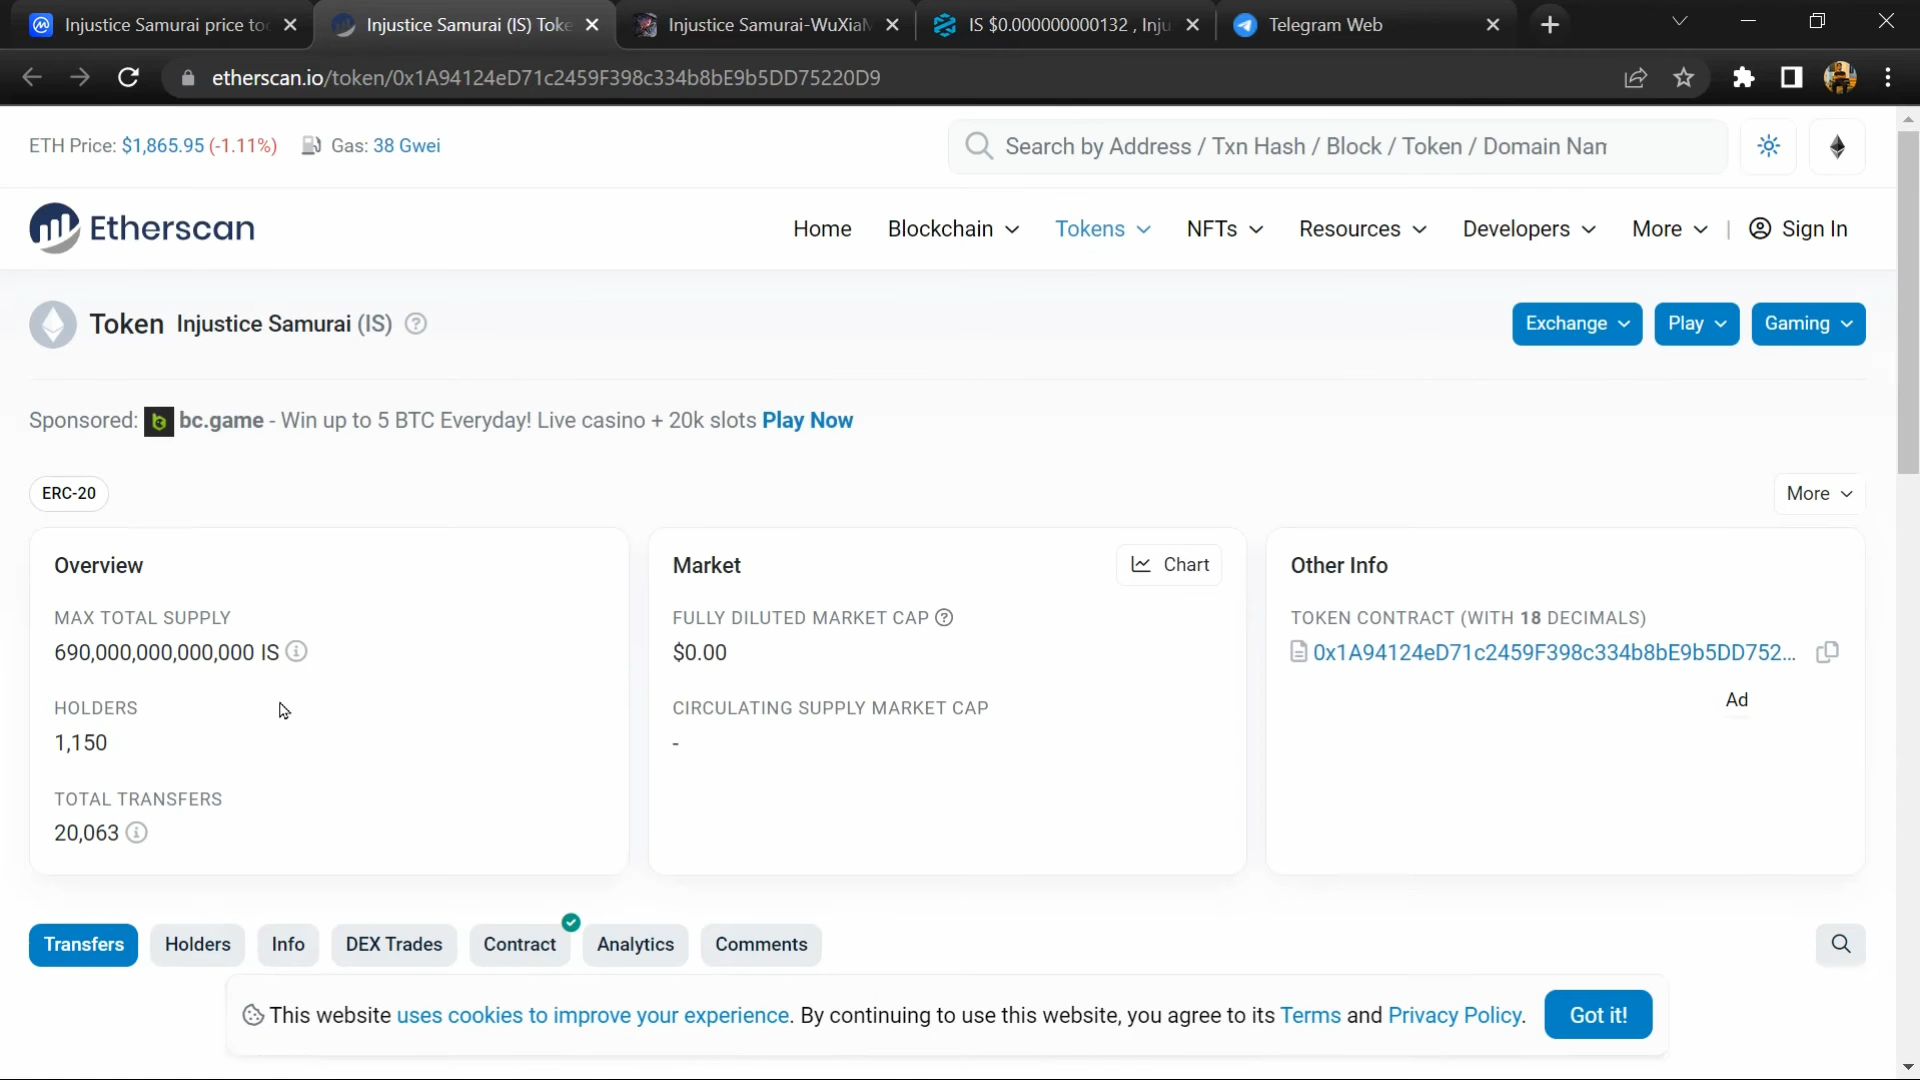 Injustice Samurai price to
Injustice Samurai (IS) Toke
Injustice Samurai-WuXia
IS $0.000000000132 , Inju
Telegram Web
etherscan.io/token/0x1A94124eD71c2459F398c334b8bE9b5DD75220D9
ETH Price: $1,865.95 (-1.11%) Gas: 38 Gwei
Search by Address / Txn Hash / Block / Token / Domain Nan
Etherscan
Home Blockchain Tokens NFTs Resources Developers More | Sign In
Token Injustice Samurai (IS)
Exchange Play Gaming
Sponsored: bc.game - Win up to 5 BTC Everyday! Live casino + 20k slots Play Now
ERC-20
More
Overview
MAX TOTAL SUPPLY
690,000,000,000,000 IS
HOLDERS
1,150
TOTAL TRANSFERS
20,063
Market
Chart
FULLY DILUTED MARKET CAP
$0.00
CIRCULATING SUPPLY MARKET CAP
-
Other Info
TOKEN CONTRACT (WITH 18 DECIMALS)
0x1A94124eD71c2459F398c334b8bE9b5DD752...
Ad
Transfers Holders Info DEX Trades Contract Analytics Comments
This website uses cookies to improve your experience. By continuing to use this website, you agree to its Terms and Privacy Policy.
Got it!